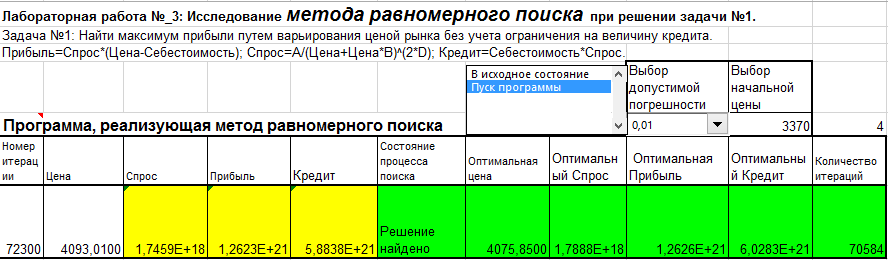 Лабораторная работа №_3: Исследование метода равномерного поиска при решении задачи №1.
Задача №1: Найти максимум прибыли путем варьирования ценой рынка без учета ограничения на величину кредита.
Прибыль=Спрос*(Цена-Себестоимость); Спрос=A/(Цена+Цена*B)^(2*D); Кредит=Себестоимость*Спрос.
В исходное состояние
Пуск программы
Выбор
допустимой
погрешности
Выбор
начальной
цены
Программа, реализующая метод равномерного поиска
0,01
3370
4
Номер
итерац
ии
Цена
Спрос
Прибыль
Кредит
Состояние
процесса
поиска
Оптимальная
цена
Оптимальн
ый Спрос
Оптимальная
Прибыль
Оптимальны
й Кредит
Количество
итераций
72300
4093,0100
1,7459E+18
1,2623E+21
5,8838E+21
Решение
найдено
4075,8500
1,7888E+18
1,2626E+21
6,0283E+21
70584